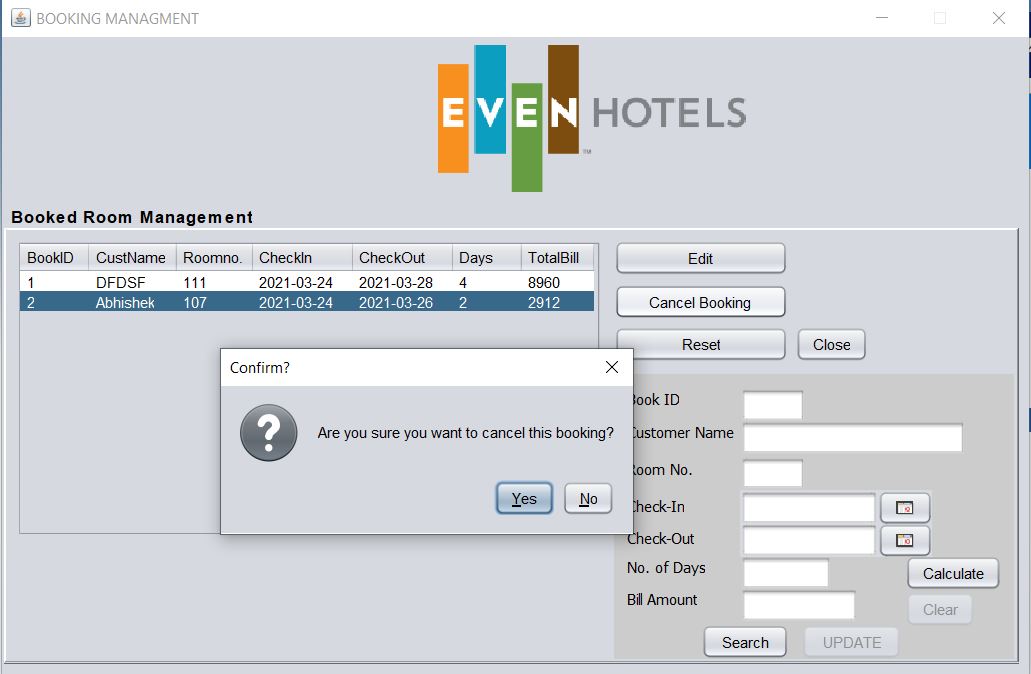 BOOKING MANAGMENT
EVEN HOTELS
TM
Booked Room Management
BookID CustName Roomno. CheckIn CheckOut Days TotalBill
1 DFDSF 111 2021-03-24 2021-03-28 4 8960
2 Abhishek 107 2021-03-24 2021-03-26 2 2912
Edit
Cancel Booking
Reset Close
Confirm?
Are you sure you want to cancel this booking?
Yes No
Book ID
Customer Name
Room No.
Check-In
Check-Out
No. of Days
Calculate
Bill Amount
Clear
Search UPDATE